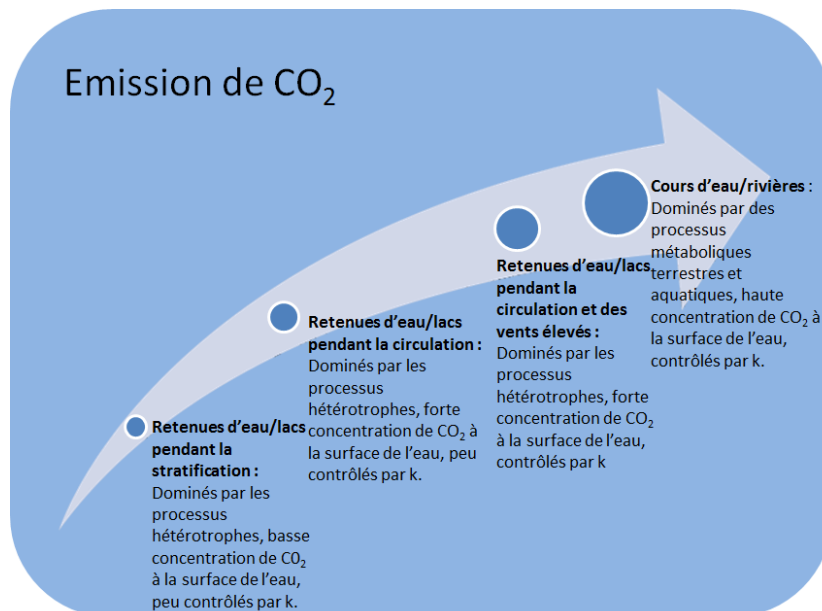 Emission de CO₂
Retenues d'eau/lacs
pendant la
stratification :
Dominés par les
processus
hétérotrophes, basse
concentration de C0₂
à la surface de l'eau,
peu contrôlés par k.
Retenues d'eau/lacs
pendant la circulation :
Dominés par les
processus
hétérotrophes, forte
concentration de CO₂ à
la surface de l'eau, peu
contrôlés par k.
Retenues d'eau/lacs
pendant la
circulation et des
vents élevés :
Dominés par les
processus
hétérotrophes, forte
concentration de CO₂
à la surface de l'eau,
contrôlés par k
Cours d'eau/rivières :
Dominés par des
processus
métaboliques
terrestres et
aquatiques, haute
concentration de CO₂ à
la surface de l'eau,
contrôlés par k.